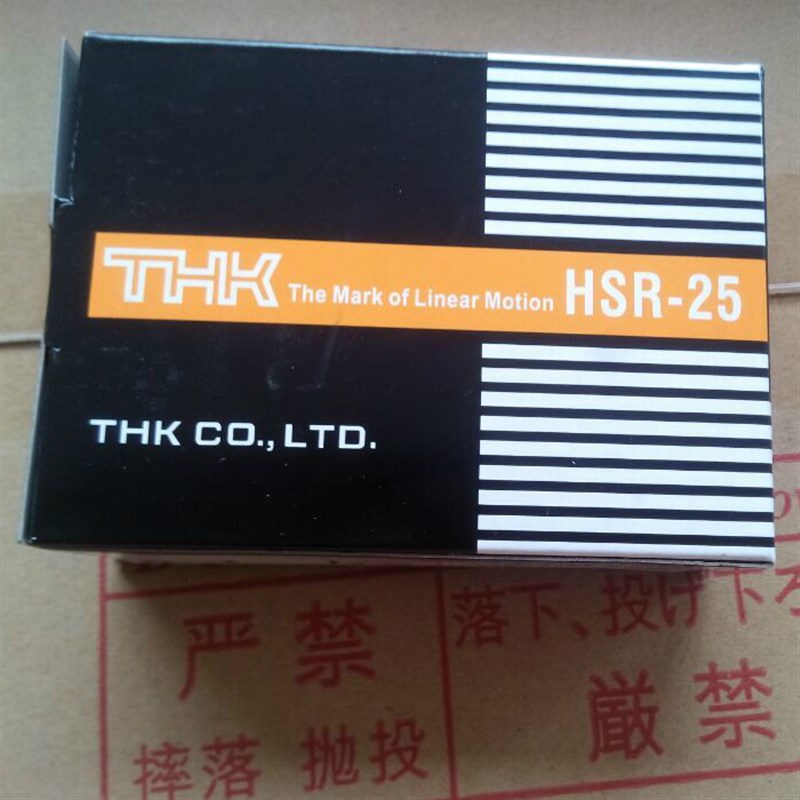 THK The Mark of Linear Motion HSR-25
THK CO., LTD.
严禁
摔落 抛投
落下、投げ下ろ
厳禁